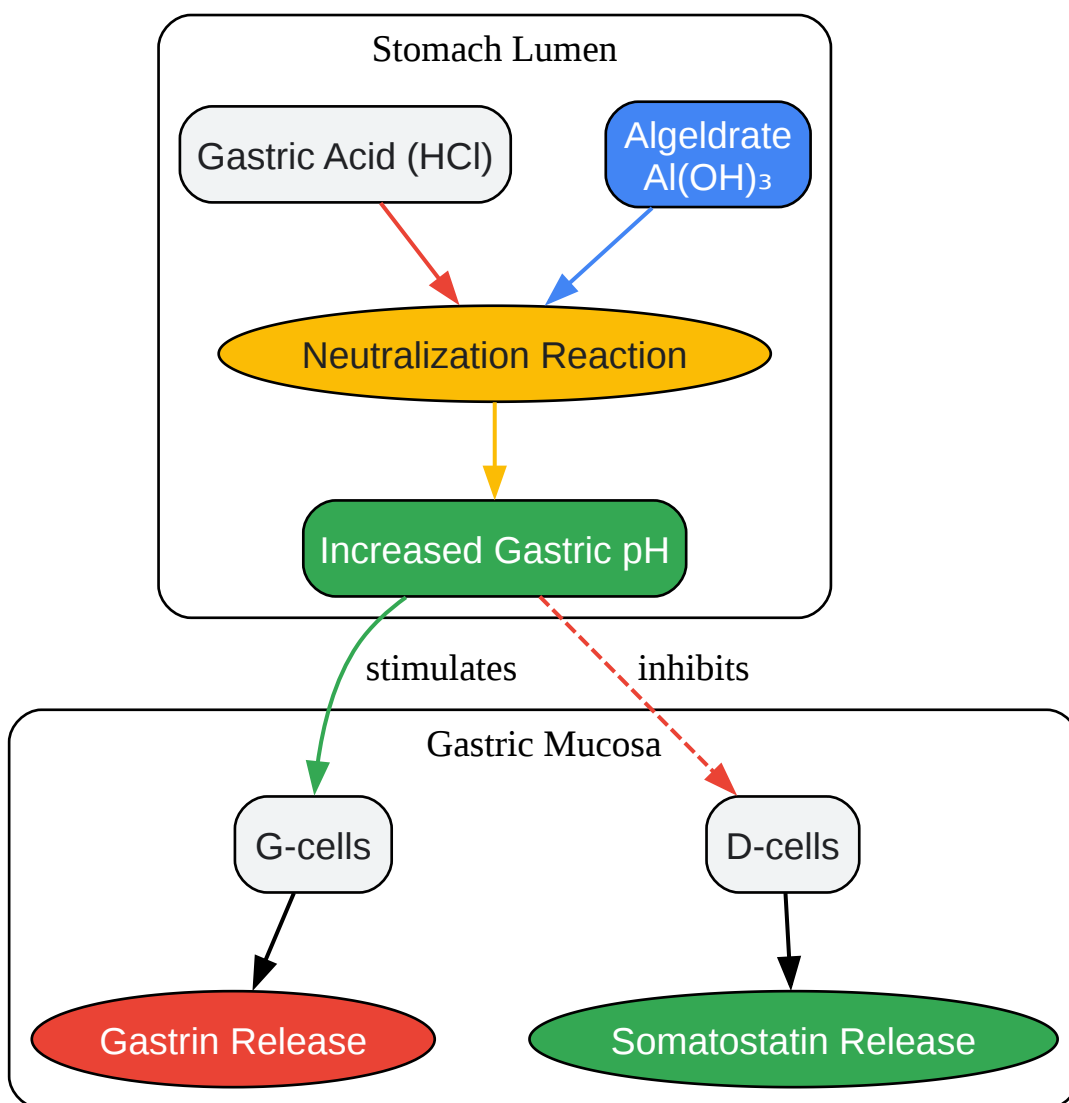 Stomach Lumen
Gastric Acid (HCl)
Algeldrate
Al(OH)₃
Neutralization Reaction
Increased Gastric pH
stimulates
inhibits
Gastric Mucosa
G-cells
D-cells
Gastrin Release
Somatostatin Release